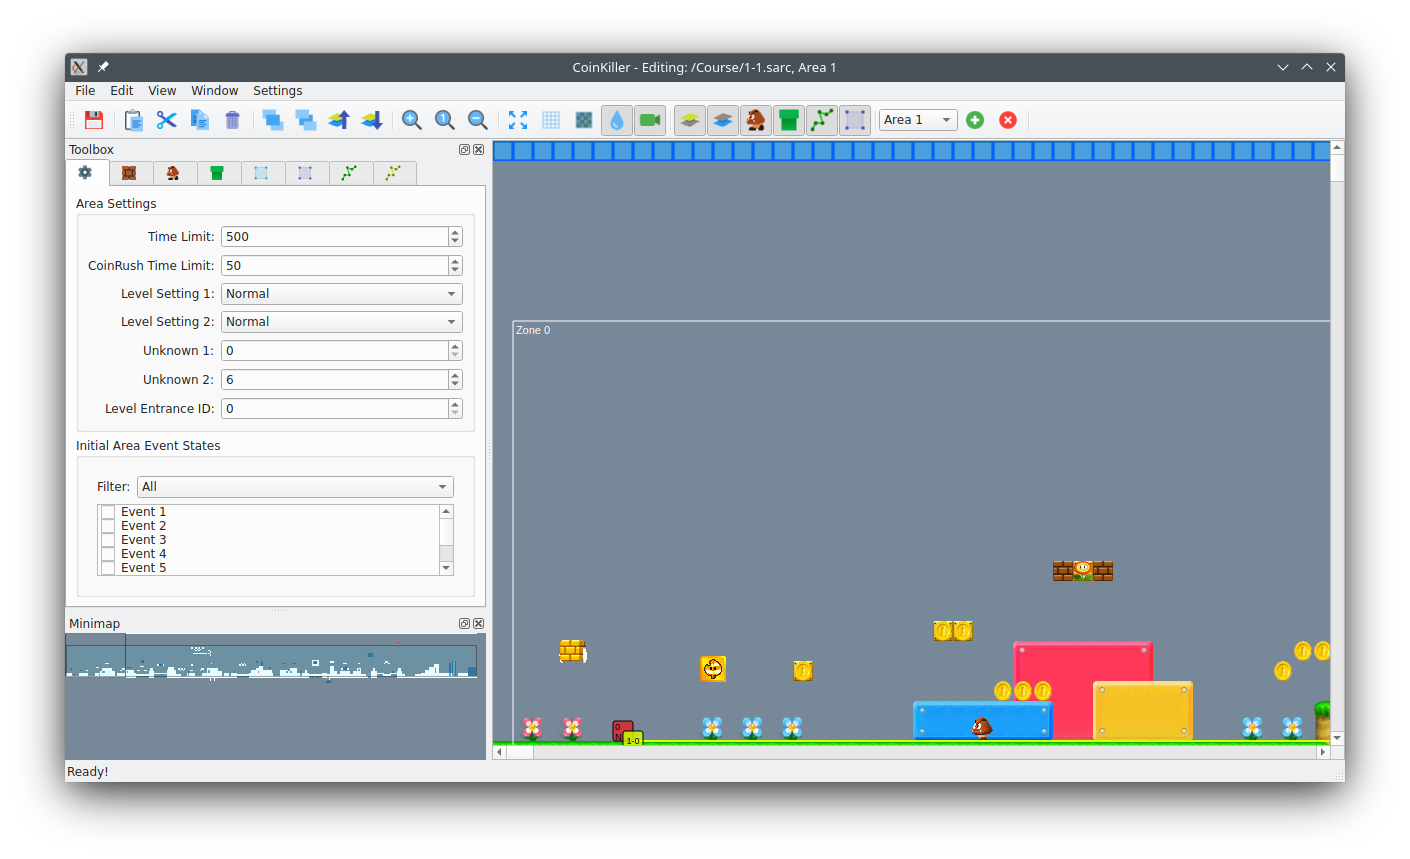 CoinKiller - Editing: /Course/1-1.sarc, Area 1
File Edit View Window Settings
1 Area 1
Toolbox
Area Settings
Time Limit: 500
CoinRush Time Limit: 50
Level Setting 1: Normal
Level Setting 2: Normal
Unknown 1: 0
Unknown 2: 6
Level Entrance ID: 0
Initial Area Event States
Filter: All
Event 1
Event 2
Event 3
Event 4
Event 5
Minimap
Ready!
Zone 0
0
N
1-0